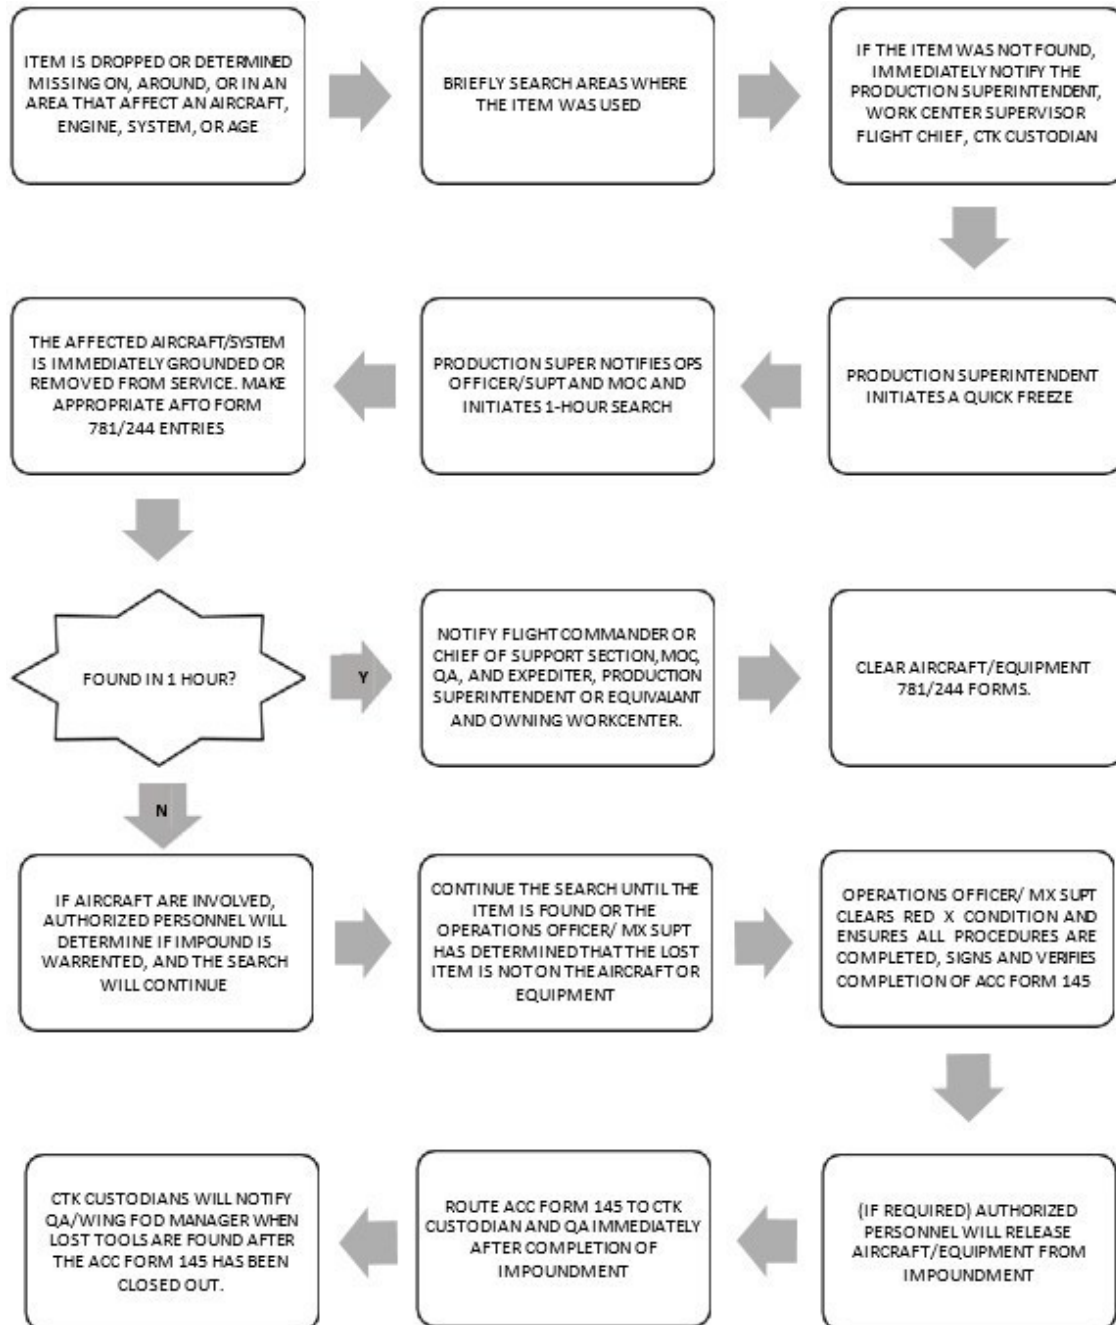 ITEM IS DROPPED OR DETERMINED
MISSING ON, AROUND, OR IN AN
AREA THAT AFFECT AN AIRCRAFT,
ENGINE, SYSTEM, OR AGE
BRIEFLY SEARCH AREAS WHERE
THE ITEM WAS USED
IF THE ITEM WAS NOT FOUND,
IMMEDIATELY NOTIFY THE
PRODUCTION SUPERINTENDENT,
WORK CENTER SUPERVISOR
FLIGHT CHIEF, CTK CUSTODIAN
PRODUCTION SUPERINTENDENT
INITIATES A QUICK FREEZE
PRODUCTION SUPER NOTIFIES OPS
OFFICER/SUPT AND MOC AND
INITIATES 1-HOUR SEARCH
THE AFFECTED AIRCRAFT/SYSTEM
IS IMMEDIATELY GROUNDED OR
REMOVED FROM SERVICE. MAKE
APPROPRIATE AFTO FORM
781/244 ENTRIES
FOUND IN 1 HOUR?
Y
NOTIFY FLIGHT COMMANDER OR
CHIEF OF SUPPORT SECTION, MOC,
QA, AND EXPEDITER, PRODUCTION
SUPERINTENDENT OR EQUIVALANT
AND OWNING WORKCENTER.
CLEAR AIRCRAFT/EQUIPMENT
781/244 FORMS.
N
IF AIRCRAFT ARE INVOLVED,
AUTHORIZED PERSONNEL WILL
DETERMINE IF IMPOUND IS
WARRENTED, AND THE SEARCH
WILL CONTINUE
CONTINUE THE SEARCH UNTIL THE
ITEM IS FOUND OR THE
OPERATIONS OFFICER/ MX SUPT
HAS DETERMINED THAT THE LOST
ITEM IS NOT ON THE AIRCRAFT OR
EQUIPMENT
OPERATIONS OFFICER/ MX SUPT
CLEARS RED X CONDITION AND
ENSURES ALL PROCEDURES ARE
COMPLETED, SIGNS AND VERIFIES
COMPLETION OF ACC FORM 145
(IF REQUIRED) AUTHORIZED
PERSONNEL WILL RELEASE
AIRCRAFT/EQUIPMENT FROM
IMPOUNDMENT
ROUTE ACC FORM 145 TO CTK
CUSTODIAN AND QA IMMEDIATELY
AFTER COMPLETION OF
IMPOUNDMENT
CTK CUSTODIANS WILL NOTIFY
QA/WING FOD MANAGER WHEN
LOST TOOLS ARE FOUND AFTER
THE ACC FORM 145 HAS BEEN
CLOSED OUT.